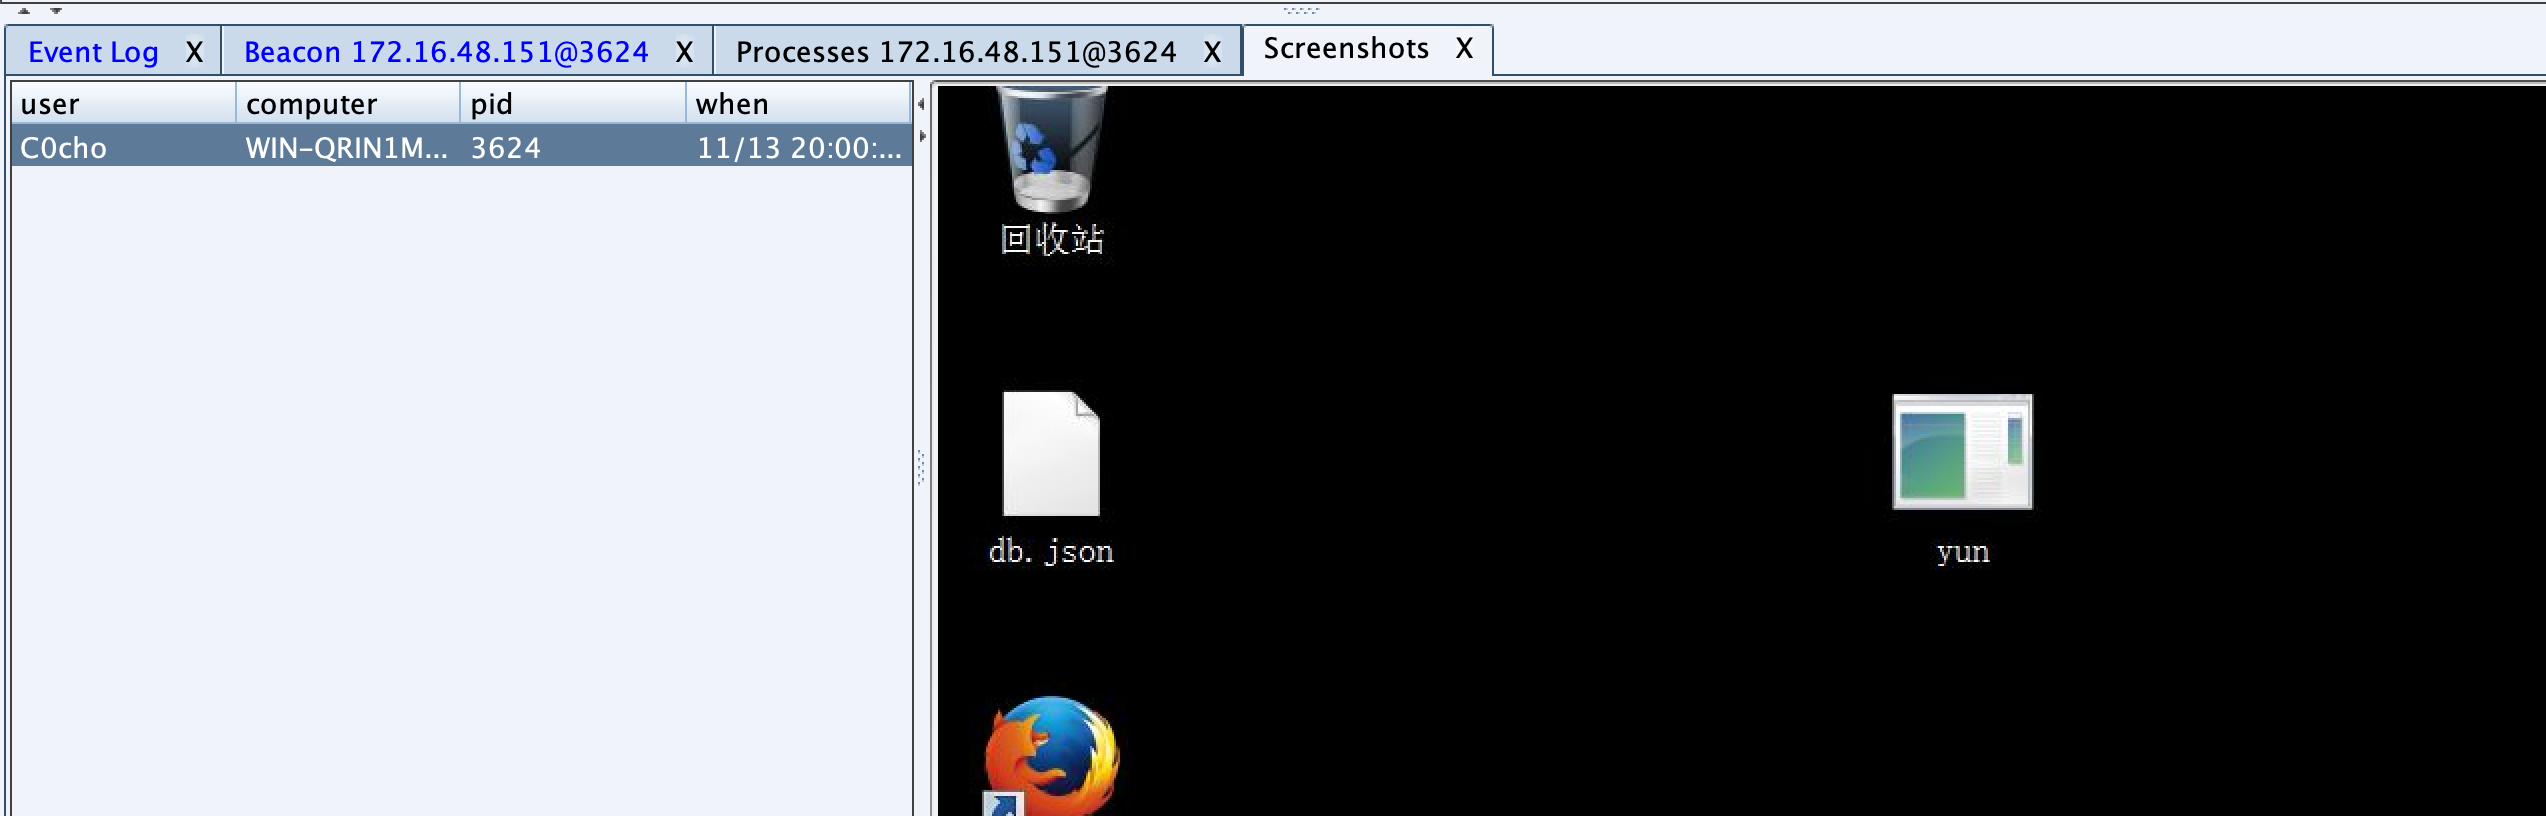 Event Log X Beacon 172.16.48.151@3624 X Processes 172.16.48.151@3624 X Screenshots X
user computer pid when
C0cho WIN-QRIN1M... 3624 11/13 20:00:...
回收站
db.json
yun